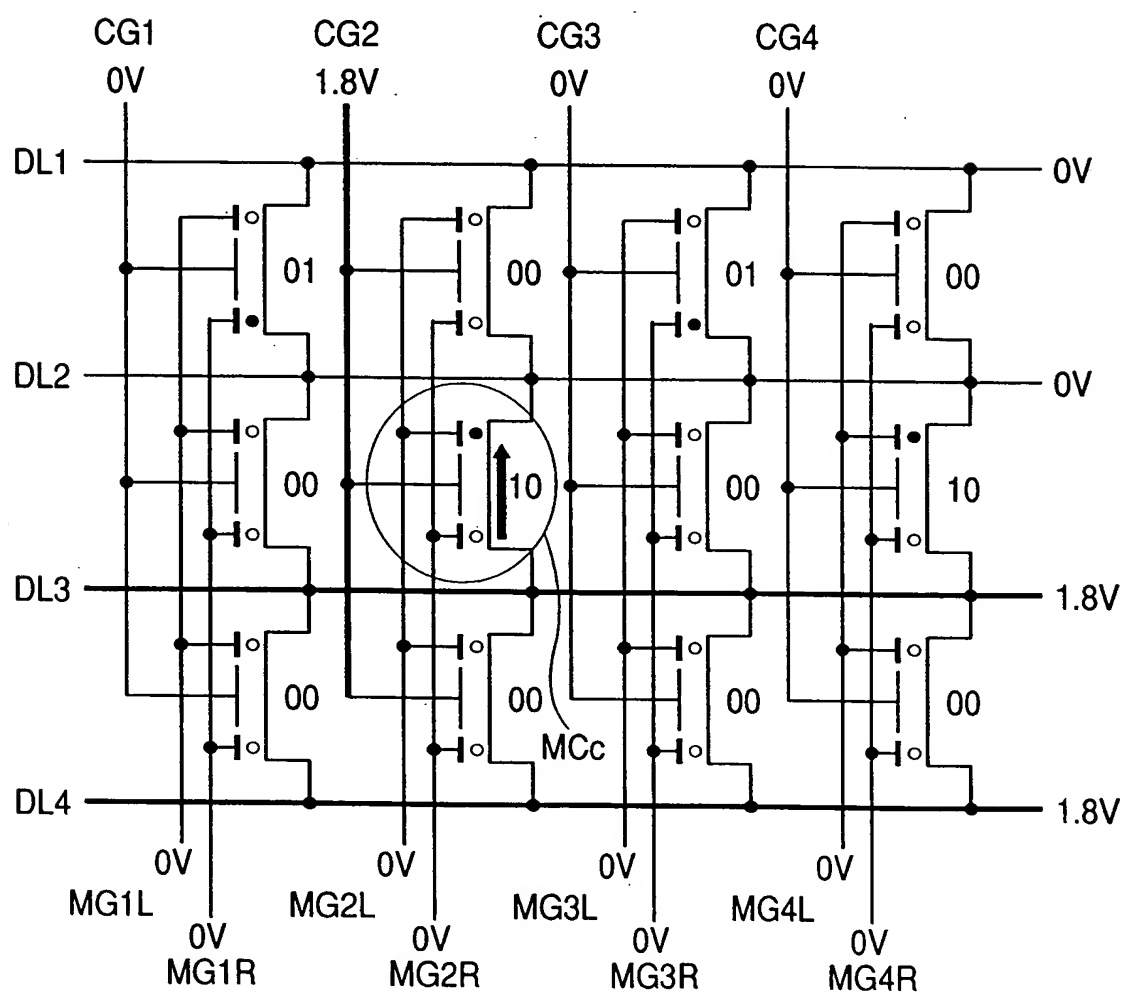 CG1 CG2 CG3 CG4
0V 1.8V 0V 0V
DL1 0V
01 00 01 00
DL2 0V
00 10 00 10
DL3 1.8V
00 00 00 00
MCc
DL4 1.8V
0V 0V 0V 0V
MG1L MG2L MG3L MG4L
0V 0V 0V 0V
MG1R MG2R MG3R MG4R